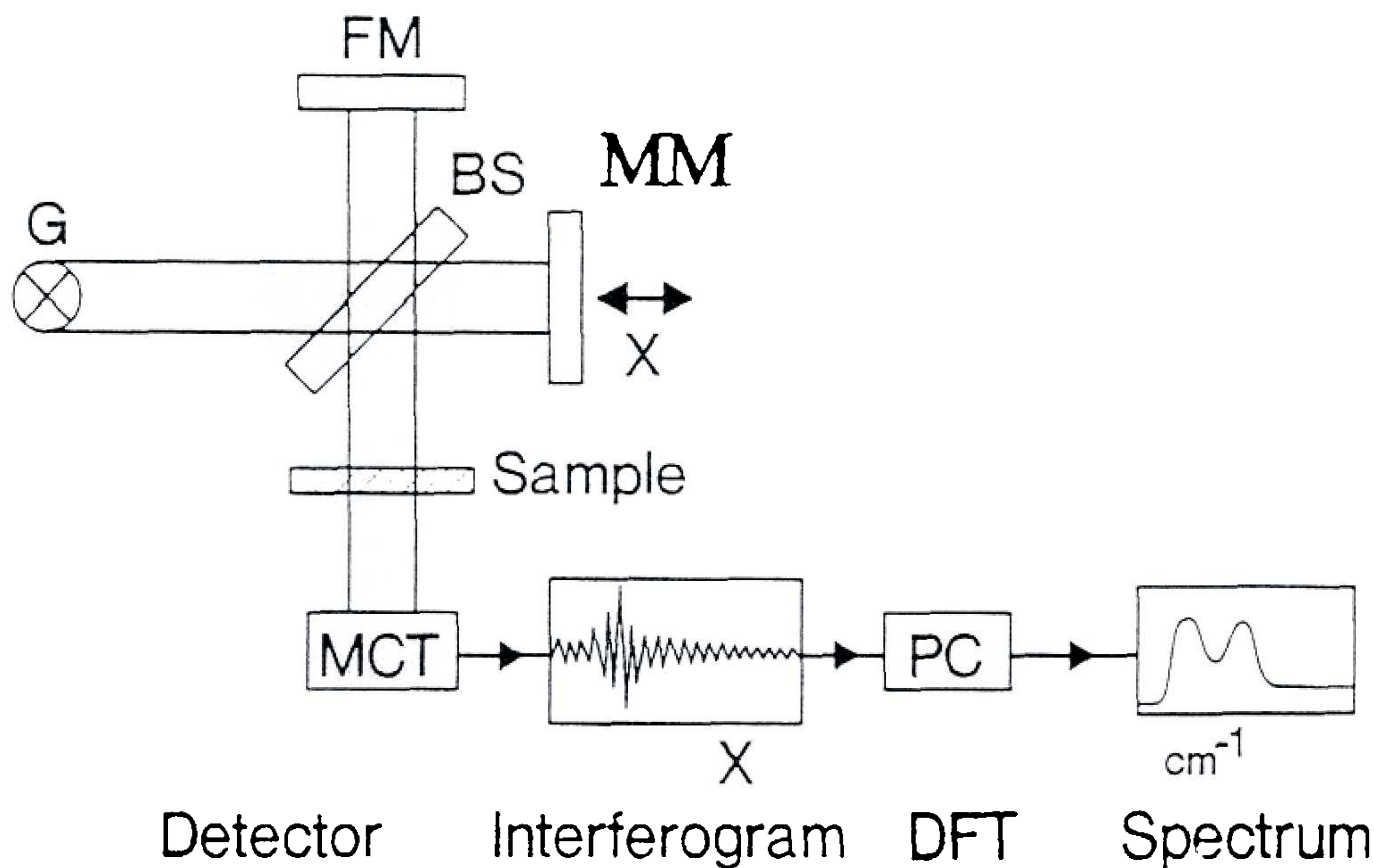 FM
BS
MM
G
X
Sample
MCT
PC
X
cm⁻¹
Detector
Interferogram
DFT
Spectrum